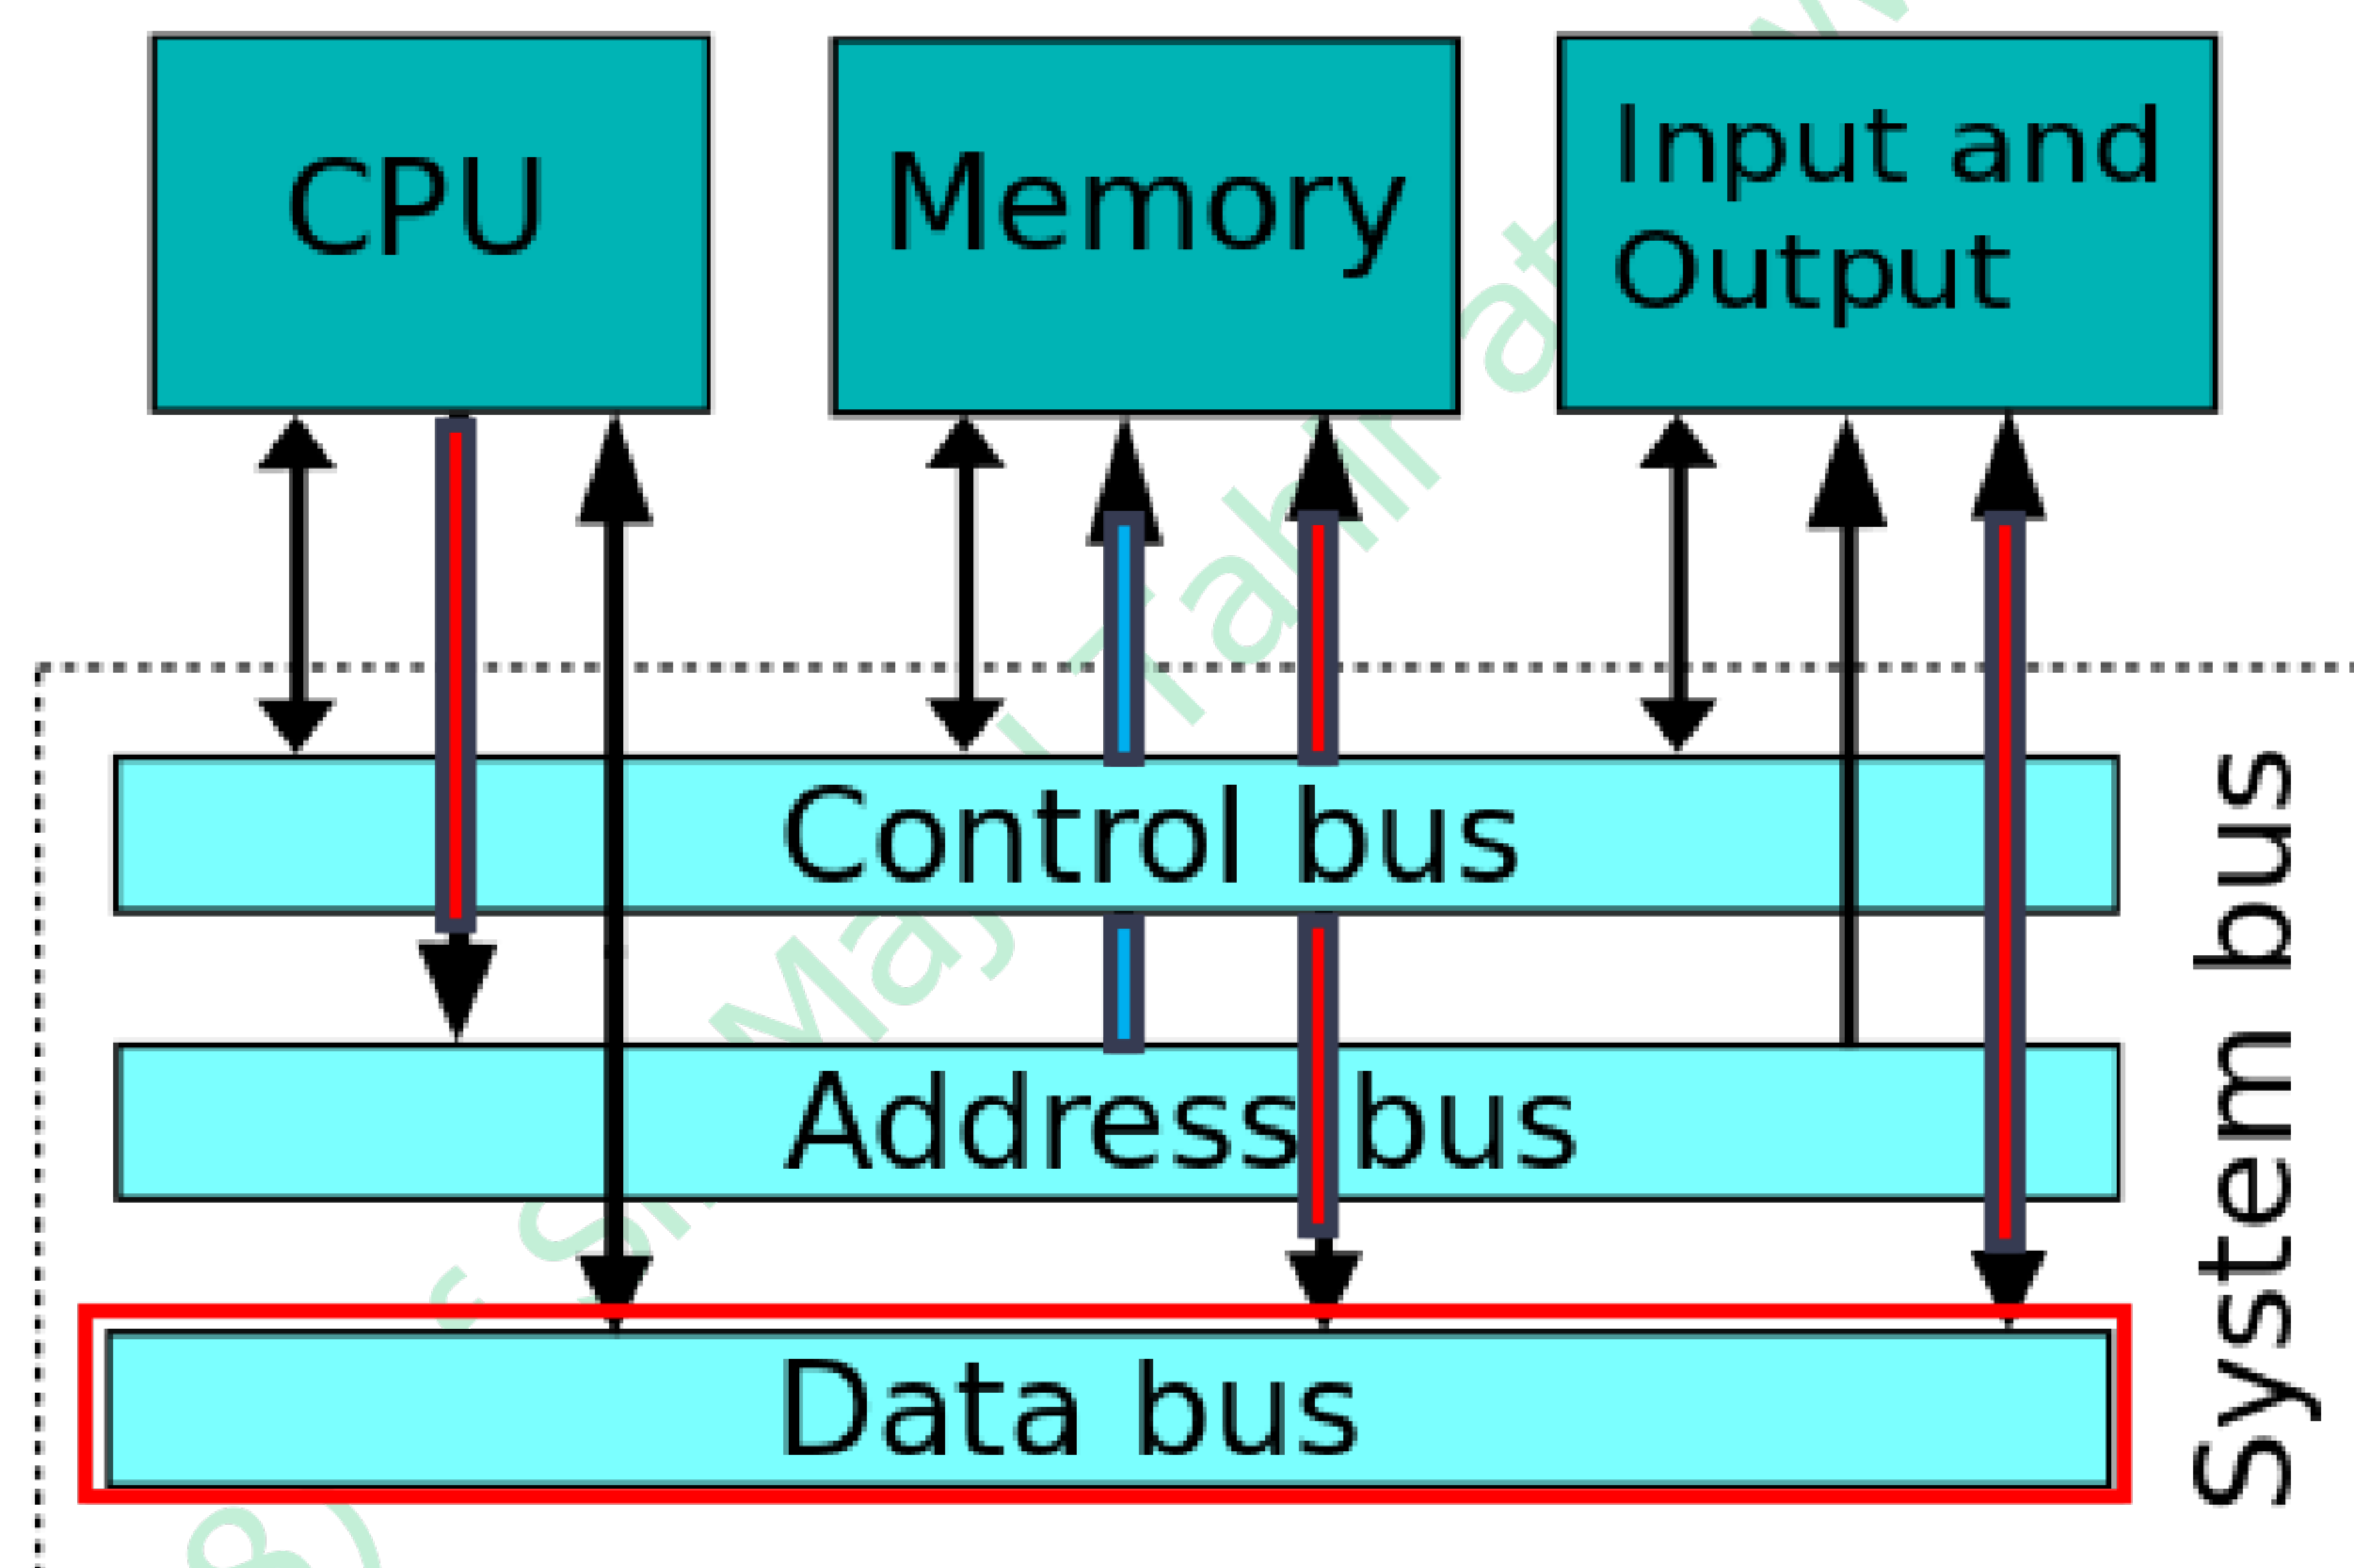 CPU
Memory
Input and
Output
Control bus
Address bus
Data bus
System bus